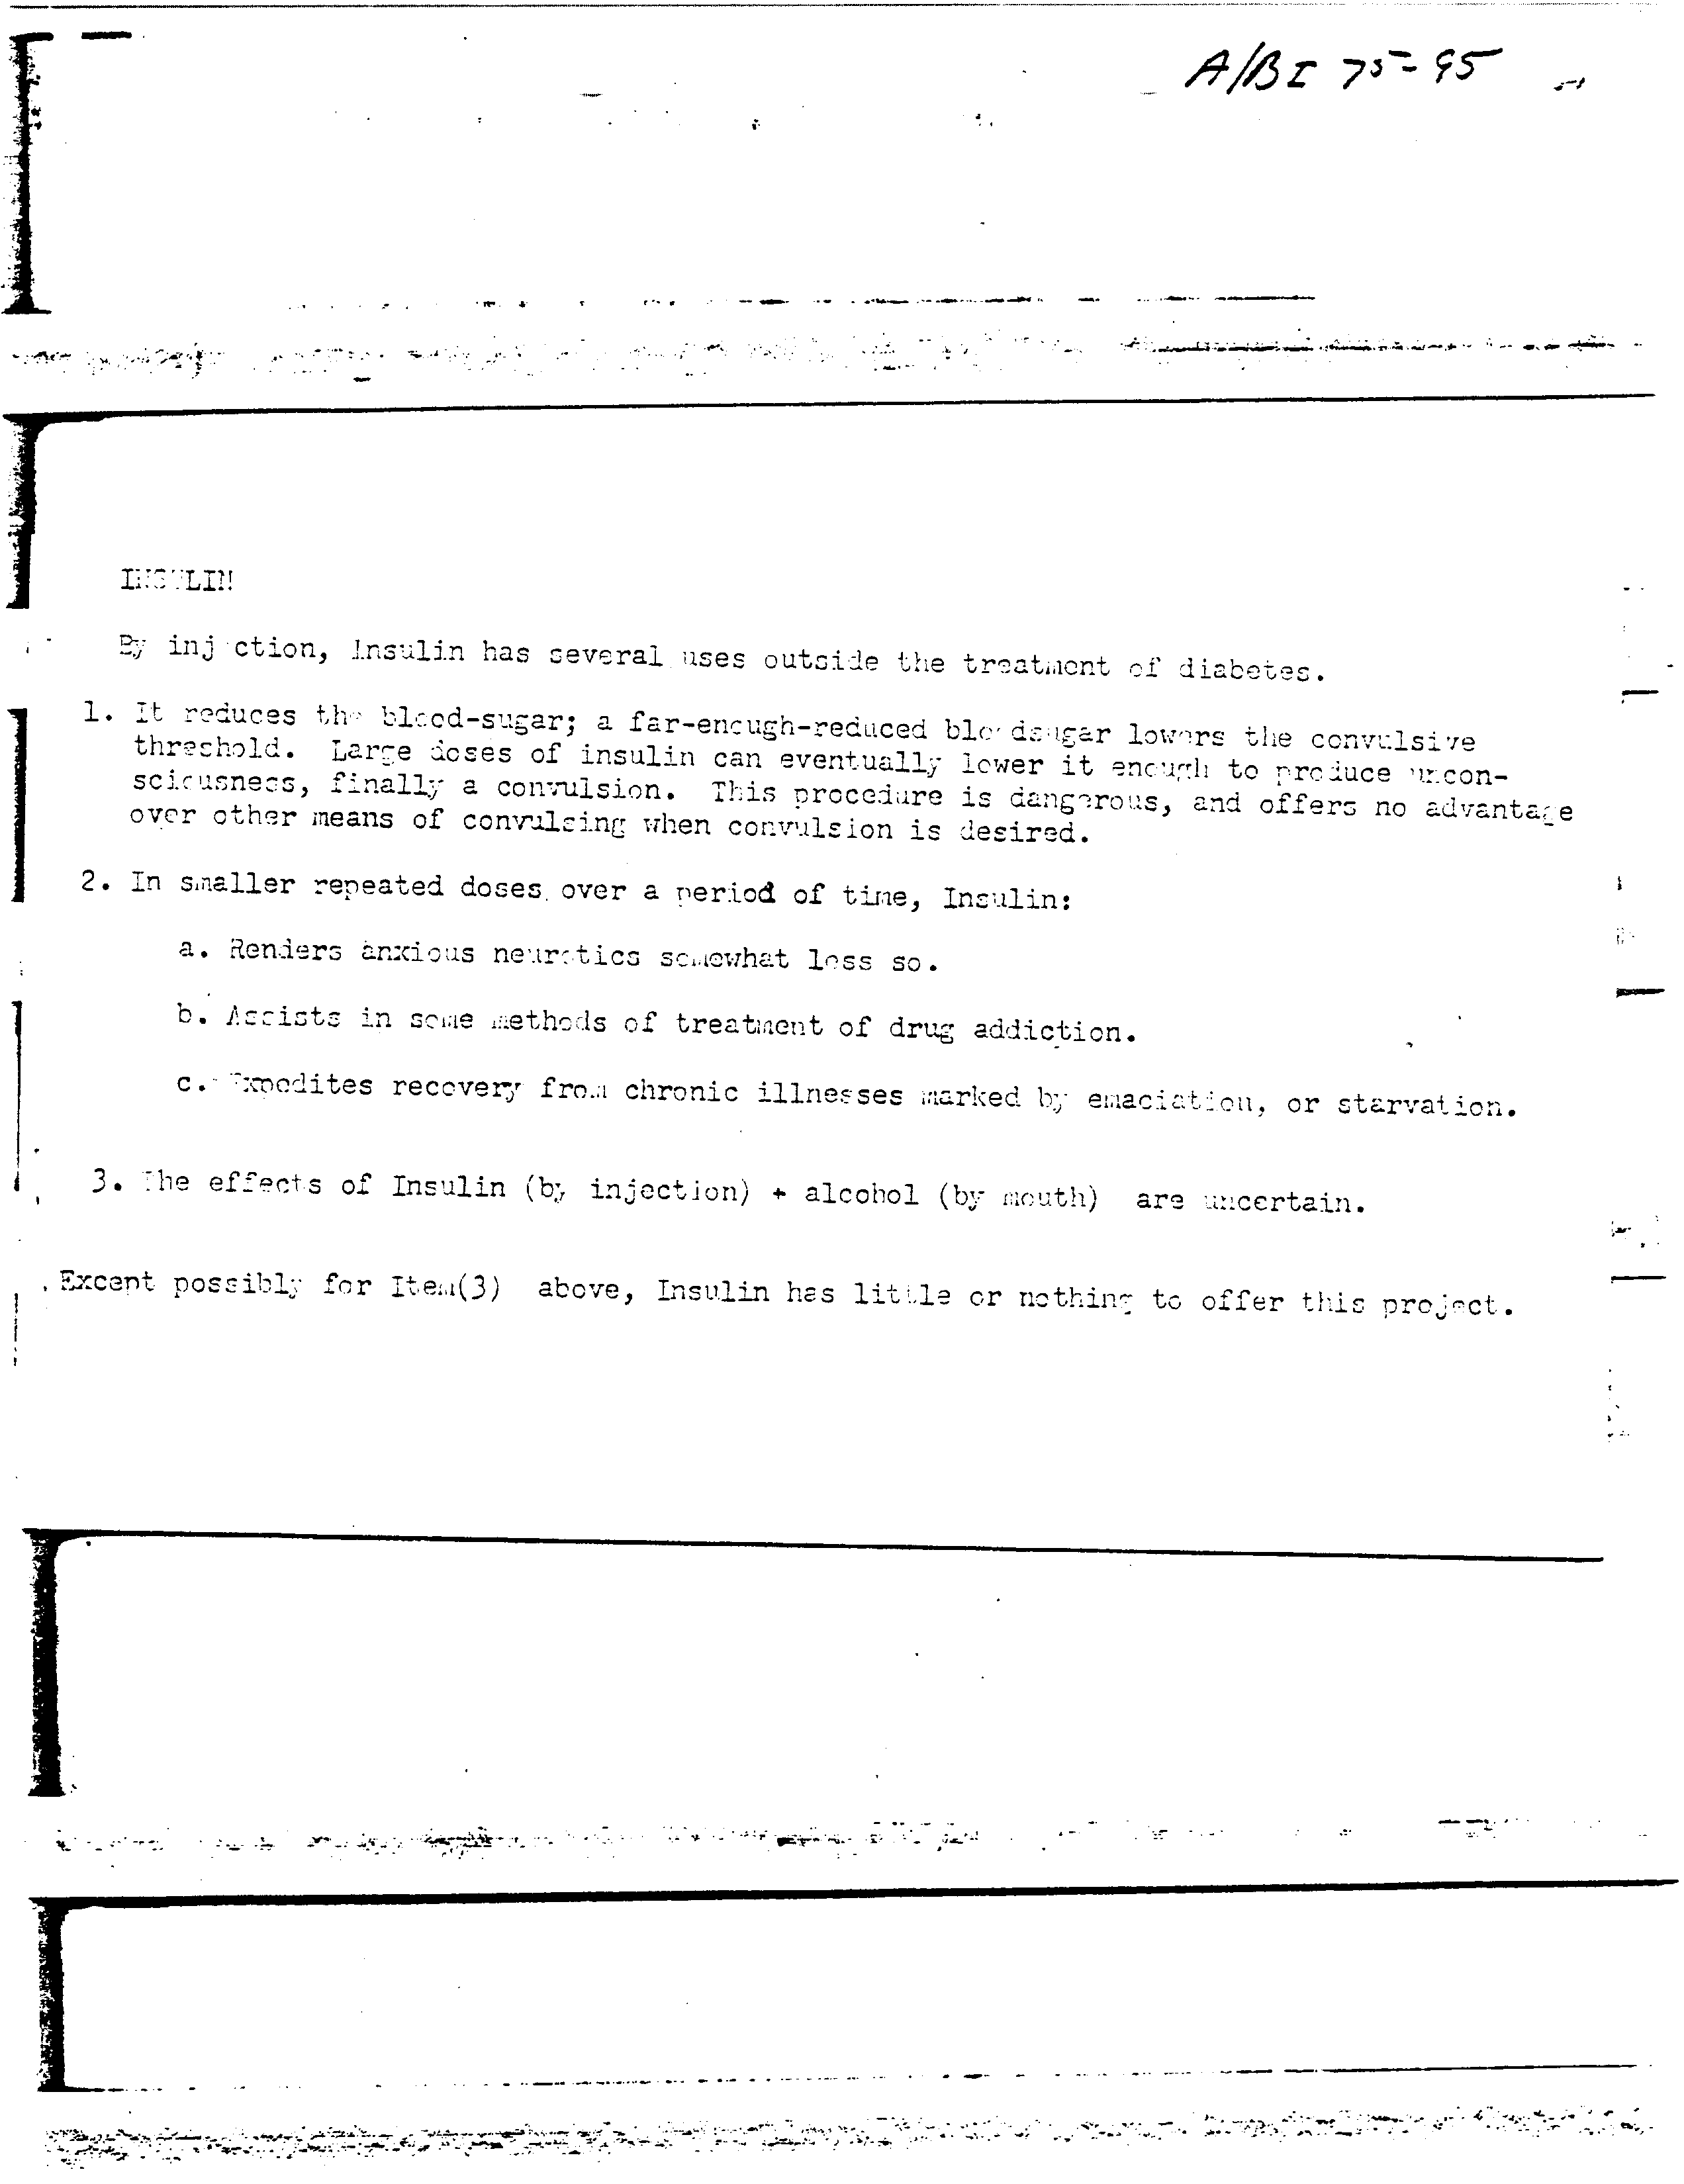 A/B I 75-95
INSULIN
By injection, Insulin has several uses outside the treatment of diabetes.
1. It reduces the blood-sugar; a far-enough-reduced bloodsugar lowers the convulsive
threshold. Large doses of insulin can eventually lower it enough to produce uncon-
sciousness, finally a convulsion. This procedure is dangerous, and offers no advantage
over other means of convulsing when convulsion is desired.
2. In smaller repeated doses over a period of time, Insulin:
a. Renders anxious neurotics somewhat less so.
b. Assists in some methods of treatment of drug addiction.
c. Expedites recovery from chronic illnesses marked by emaciation, or starvation.
3. The effects of Insulin (by injection) + alcohol (by mouth) are uncertain.
Except possibly for Item(3) above, Insulin has little or nothing to offer this project.